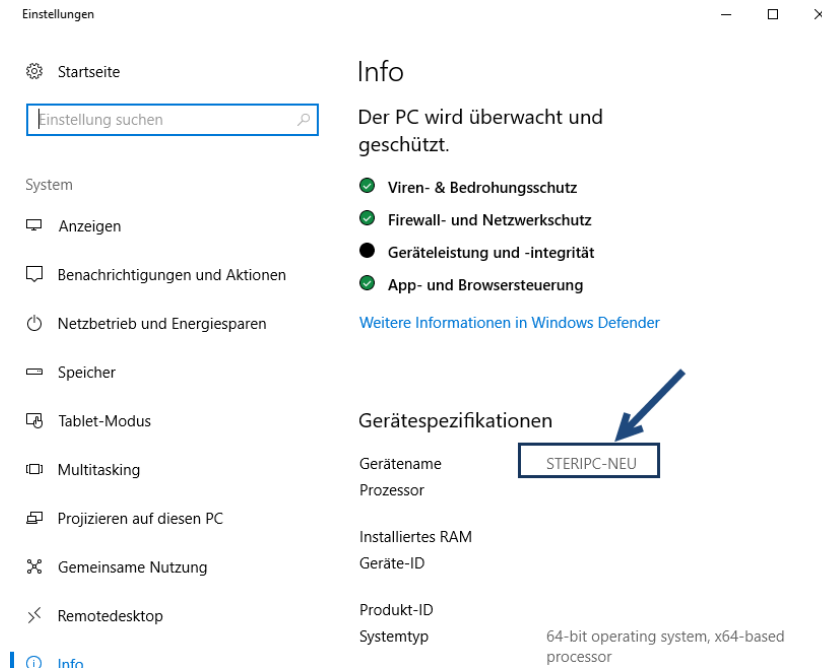 Einstellungen
Startseite
Einstellung suchen
System
Anzeigen
Benachrichtigungen und Aktionen
Netzbetrieb und Energiesparen
Speicher
Tablet-Modus
Multitasking
Projizieren auf diesen PC
Gemeinsame Nutzung
Remotedesktop
Info
Info
Der PC wird überwacht und
geschützt.
Viren- & Bedrohungsschutz
Firewall- und Netzwerkschutz
Geräteleistung und -integrität
App- und Browsersteuerung
Weitere Informationen in Windows Defender
Gerätespezifikationen
Gerätename STERIPC-NEU
Prozessor
Installiertes RAM
Geräte-ID
Produkt-ID
Systemtyp 64-bit operating system, x64-based
processor